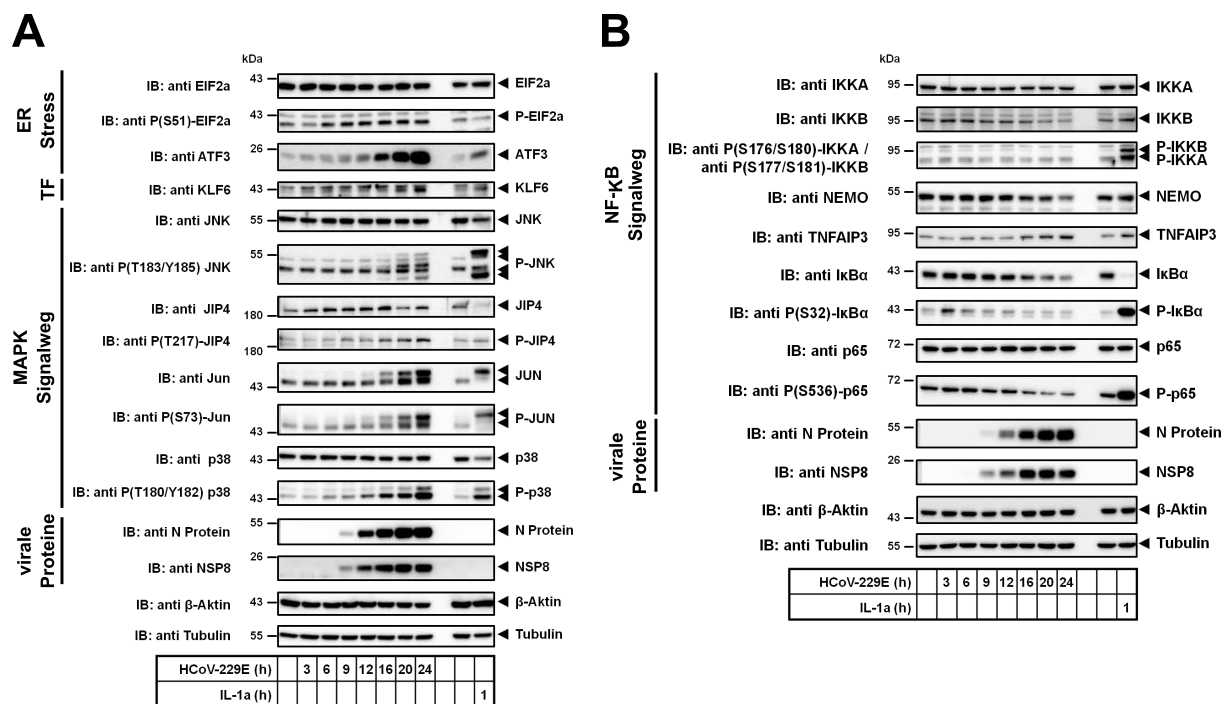 A
kDa
ER
Stress
IB: anti EIF2a
43
EIF2a
IB: anti P(S51)-EIF2a
43
P-EIF2a
IB: anti ATF3
26
ATF3
TF
IB: anti KLF6
43
KLF6
MAPK
Signalweg
IB: anti JNK
55
JNK
IB: anti P(T183/Y185) JNK
55
43
P-JNK
IB: anti JIP4
180
JIP4
IB: anti P(T217)-JIP4
180
P-JIP4
IB: anti Jun
43
JUN
IB: anti P(S73)-Jun
43
P-JUN
IB: anti p38
43
p38
IB: anti P(T180/Y182) p38
43
P-p38
virale
Proteine
IB: anti N Protein
55
N Protein
IB: anti NSP8
26
NSP8
IB: anti β-Aktin
43
β-Aktin
IB: anti Tubulin
55
Tubulin
HCoV-229E (h) 3 6 9 12 16 20 24
IL-1a (h) 1
B
kDa
NF-κB
Signalweg
IB: anti IKKA
95
IKKA
IB: anti IKKB
95
IKKB
IB: anti P(S176/S180)-IKKA /
anti P(S177/S181)-IKKB
95
P-IKKB
P-IKKA
IB: anti NEMO
55
NEMO
IB: anti TNFAIP3
95
TNFAIP3
IB: anti IκBα
43
IκBα
IB: anti P(S32)-IκBα
43
P-IκBα
IB: anti p65
72
p65
IB: anti P(S536)-p65
72
P-p65
virale
Proteine
IB: anti N Protein
55
N Protein
IB: anti NSP8
26
NSP8
IB: anti β-Aktin
43
β-Aktin
IB: anti Tubulin
55
Tubulin
HCoV-229E (h) 3 6 9 12 16 20 24
IL-1a (h) 1